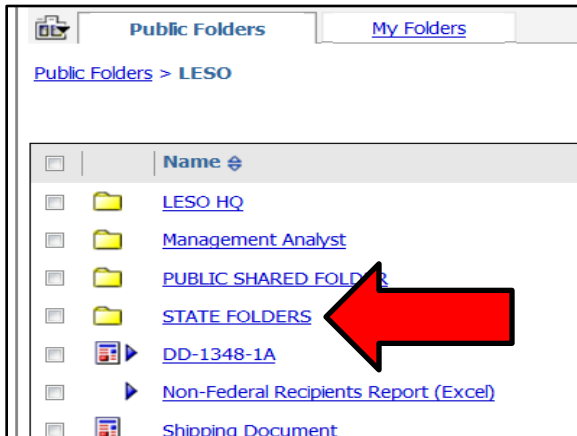 Public Folders My Folders
Public Folders > LESO
Name
LESO HQ
Management Analyst
PUBLIC SHARED FOLDER
STATE FOLDERS
DD-1348-1A
Non-Federal Recipients Report (Excel)
Shipping Document